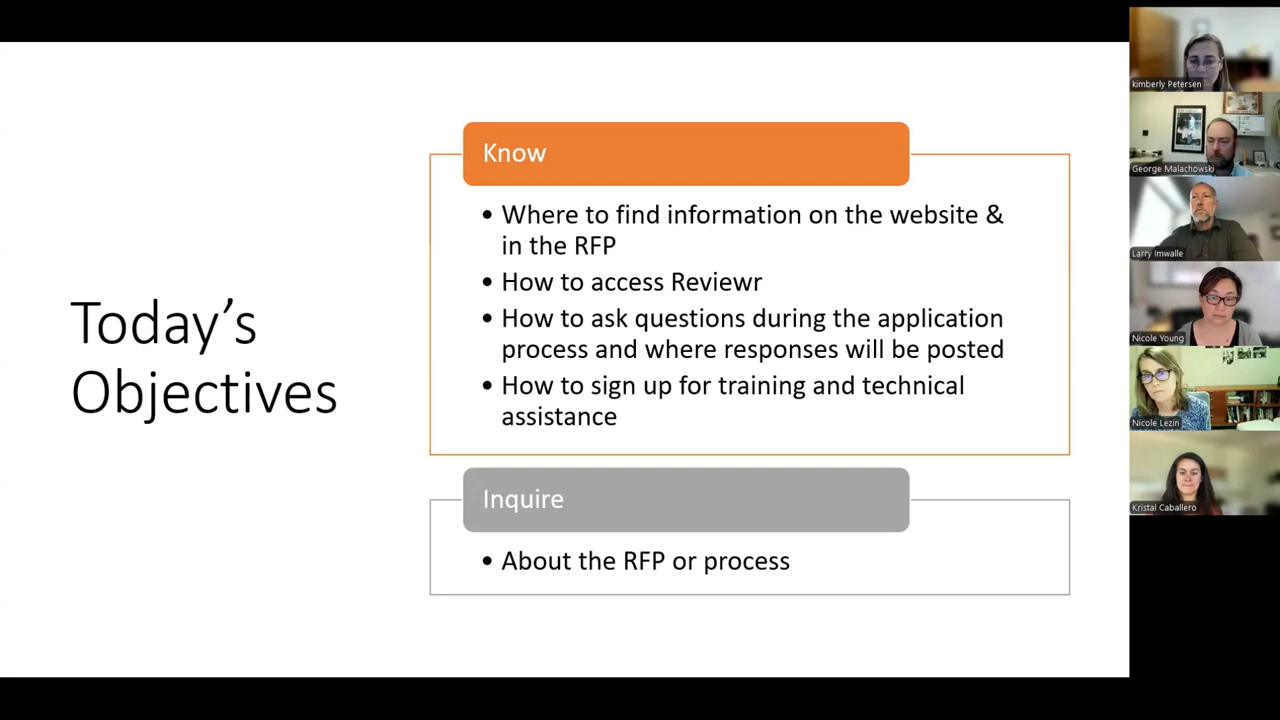 Today’s
Objectives
Know
• Where to find information on the website &
in the RFP
• How to access Reviewr
• How to ask questions during the application
process and where responses will be posted
• How to sign up for training and technical
assistance
Inquire
• About the RFP or process
kimberly Petersen
George Malachowski
Larry Imwalle
Nicole Young
Nicole Lezin
Kristal Caballero